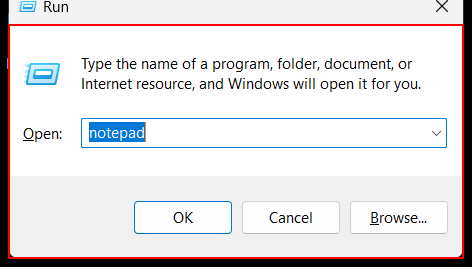 Run
Type the name of a program, folder, document, or
Internet resource, and Windows will open it for you.
Open: notepad
OK Cancel Browse...